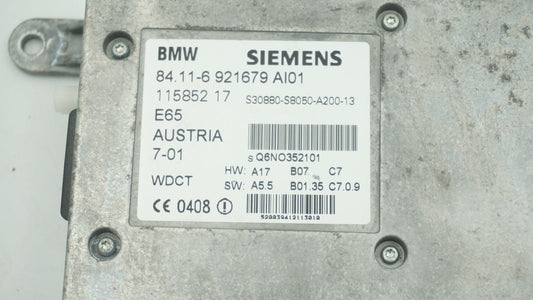 BMW SIEMENS
84.11-6 921679 AI01
115852 17 S30880-S8050-A200-13
E65
AUSTRIA
7-01 S Q6NO352101
HW: A17 B07 C7
WDCT SW: A5.5 B01.35 C7.0.9
CE 0408